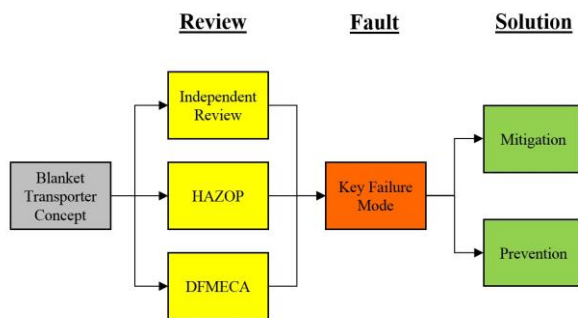 Review
Fault
Solution
Independent
Review
Blanket
Transporter
Concept
HAZOP
DFMECA
Key Failure
Mode
Mitigation
Prevention